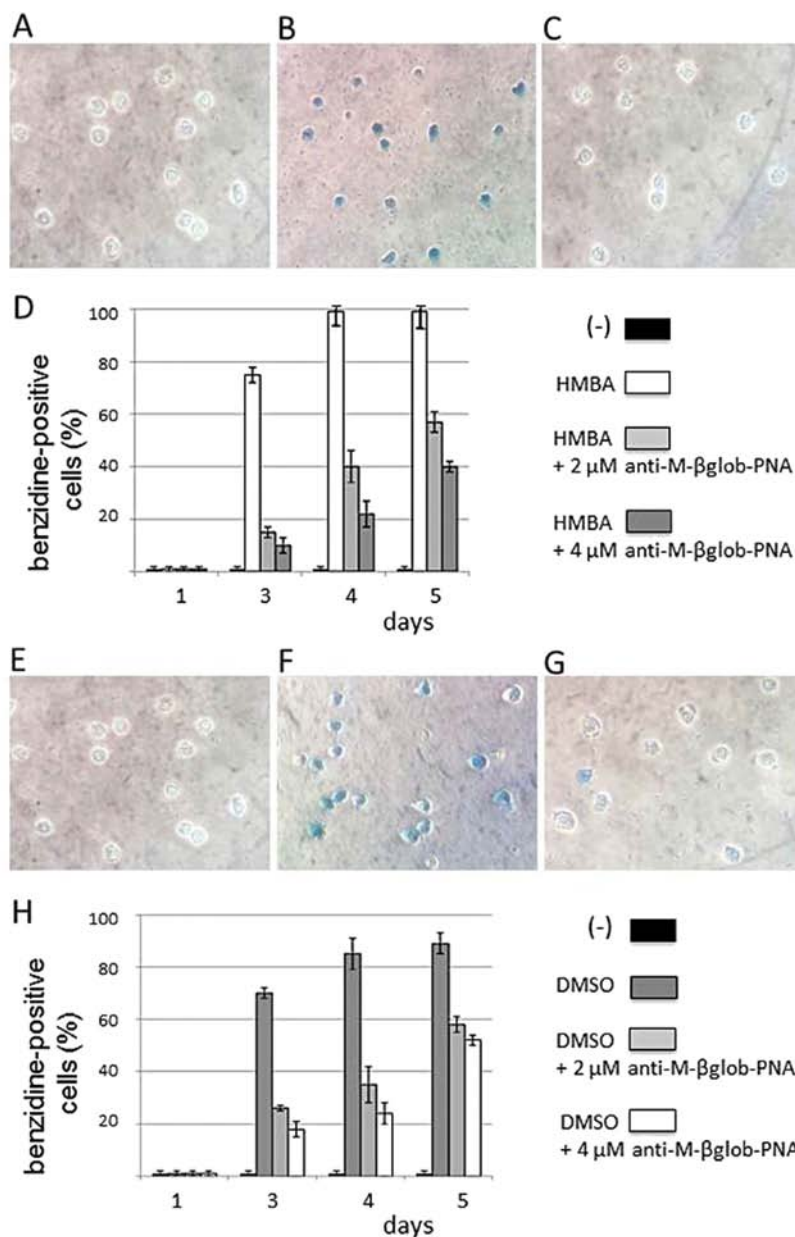 A
B
C
D
benzidine-positive
cells (%)
100
80
60
40
20
1
3
4
5
days
(-)
HMBA
HMBA
+ 2 µM anti-M-βglob-PNA
HMBA
+ 4 µM anti-M-βglob-PNA
E
F
G
H
benzidine-positive
cells (%)
100
80
60
40
20
1
3
4
5
days
(-)
DMSO
DMSO
+ 2 µM anti-M-βglob-PNA
DMSO
+ 4 µM anti-M-βglob-PNA